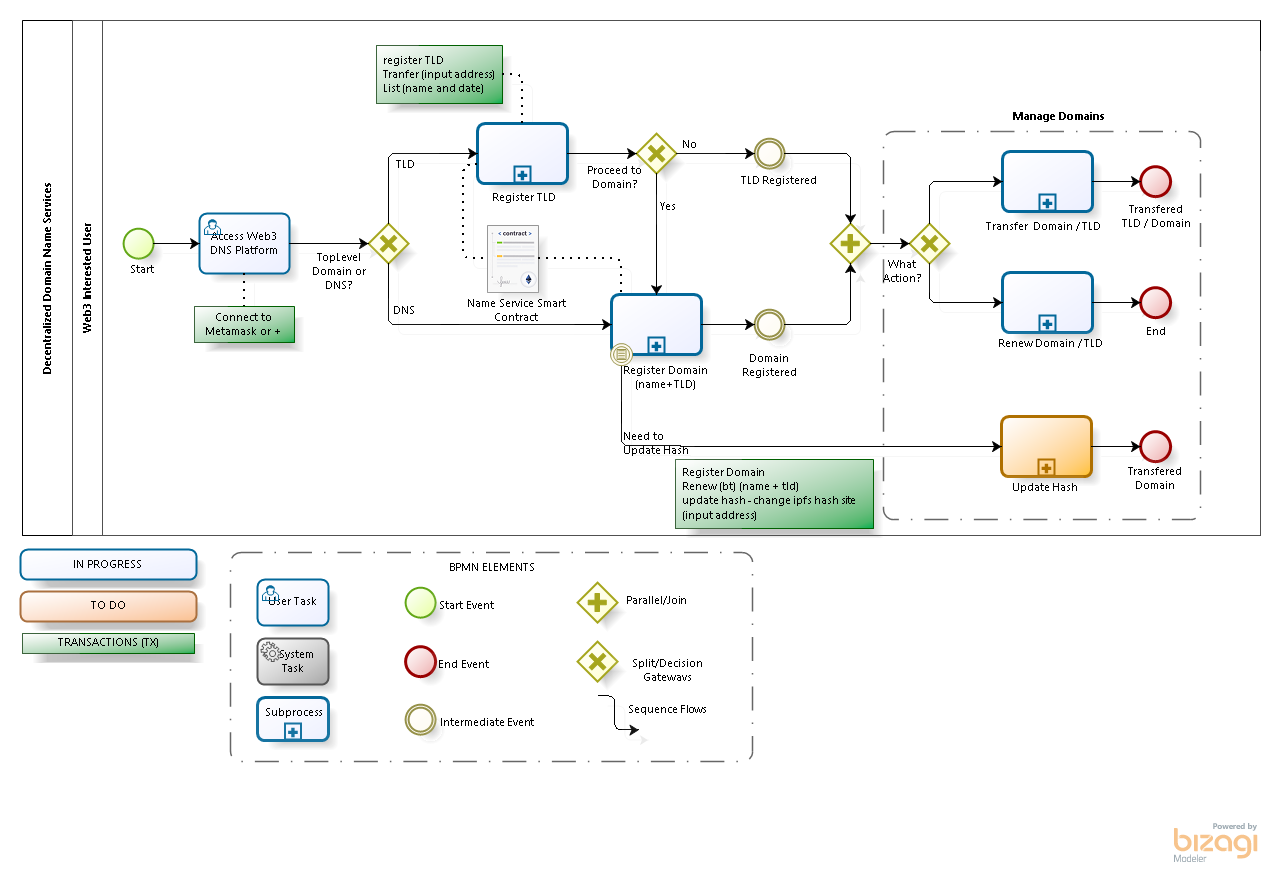 Decentralized Domain Name Services
Web3 Interested User
register TLD
Tranfer (input address)
List (name and date)
Manage Domains
TLD
Register TLD
Proceed to
Domain?
No
Yes
TLD Registered
Transfer Domain / TLD
Transfered
TLD / Domain
Start
Access Web3
DNS Platform
TopLevel
Domain or
DNS?
< contract >
Name Service Smart
Contract
What
Action?
Connect to
Metamask or +
DNS
Register Domain
(name+TLD)
Domain
Registered
Renew Domain / TLD
End
Need to
Update Hash
Register Domain
Renew (bt) (name + tld)
update hash - change ipfs hash site
(input address)
Update Hash
Transfered
Domain
IN PROGRESS
TO DO
TRANSACTIONS (TX)
BPMN ELEMENTS
User Task
Start Event
Parallel/Join
System
Task
End Event
Split/Decision
Gateways
Subprocess
Intermediate Event
Sequence Flows
Powered by
bizagi
Modeler